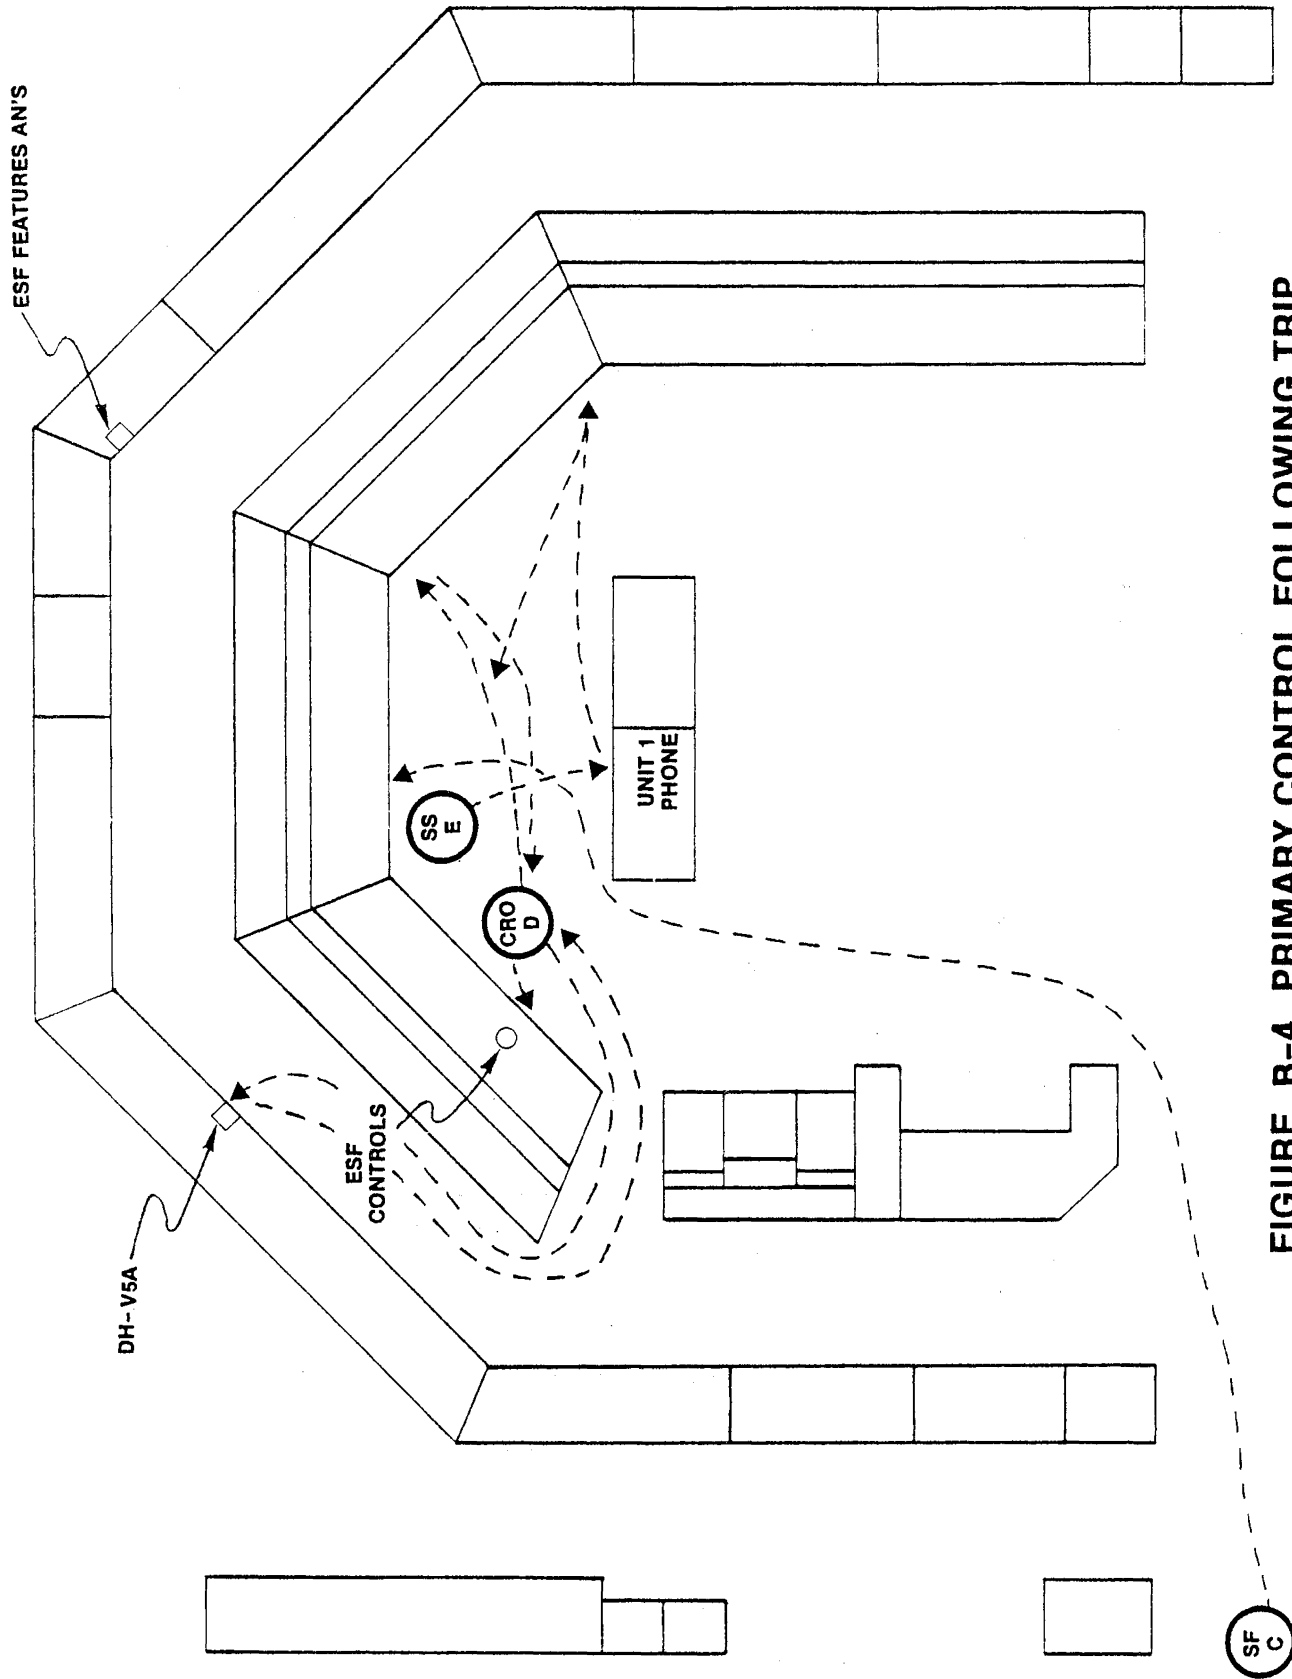 ESF FEATURES AN'S
DH-V5A
ESF
CONTROLS
SS
E
CRO
D
UNIT 1
PHONE
SF
C
FIGURE B-4 PRIMARY CONTROL FOLLOWING TRIP